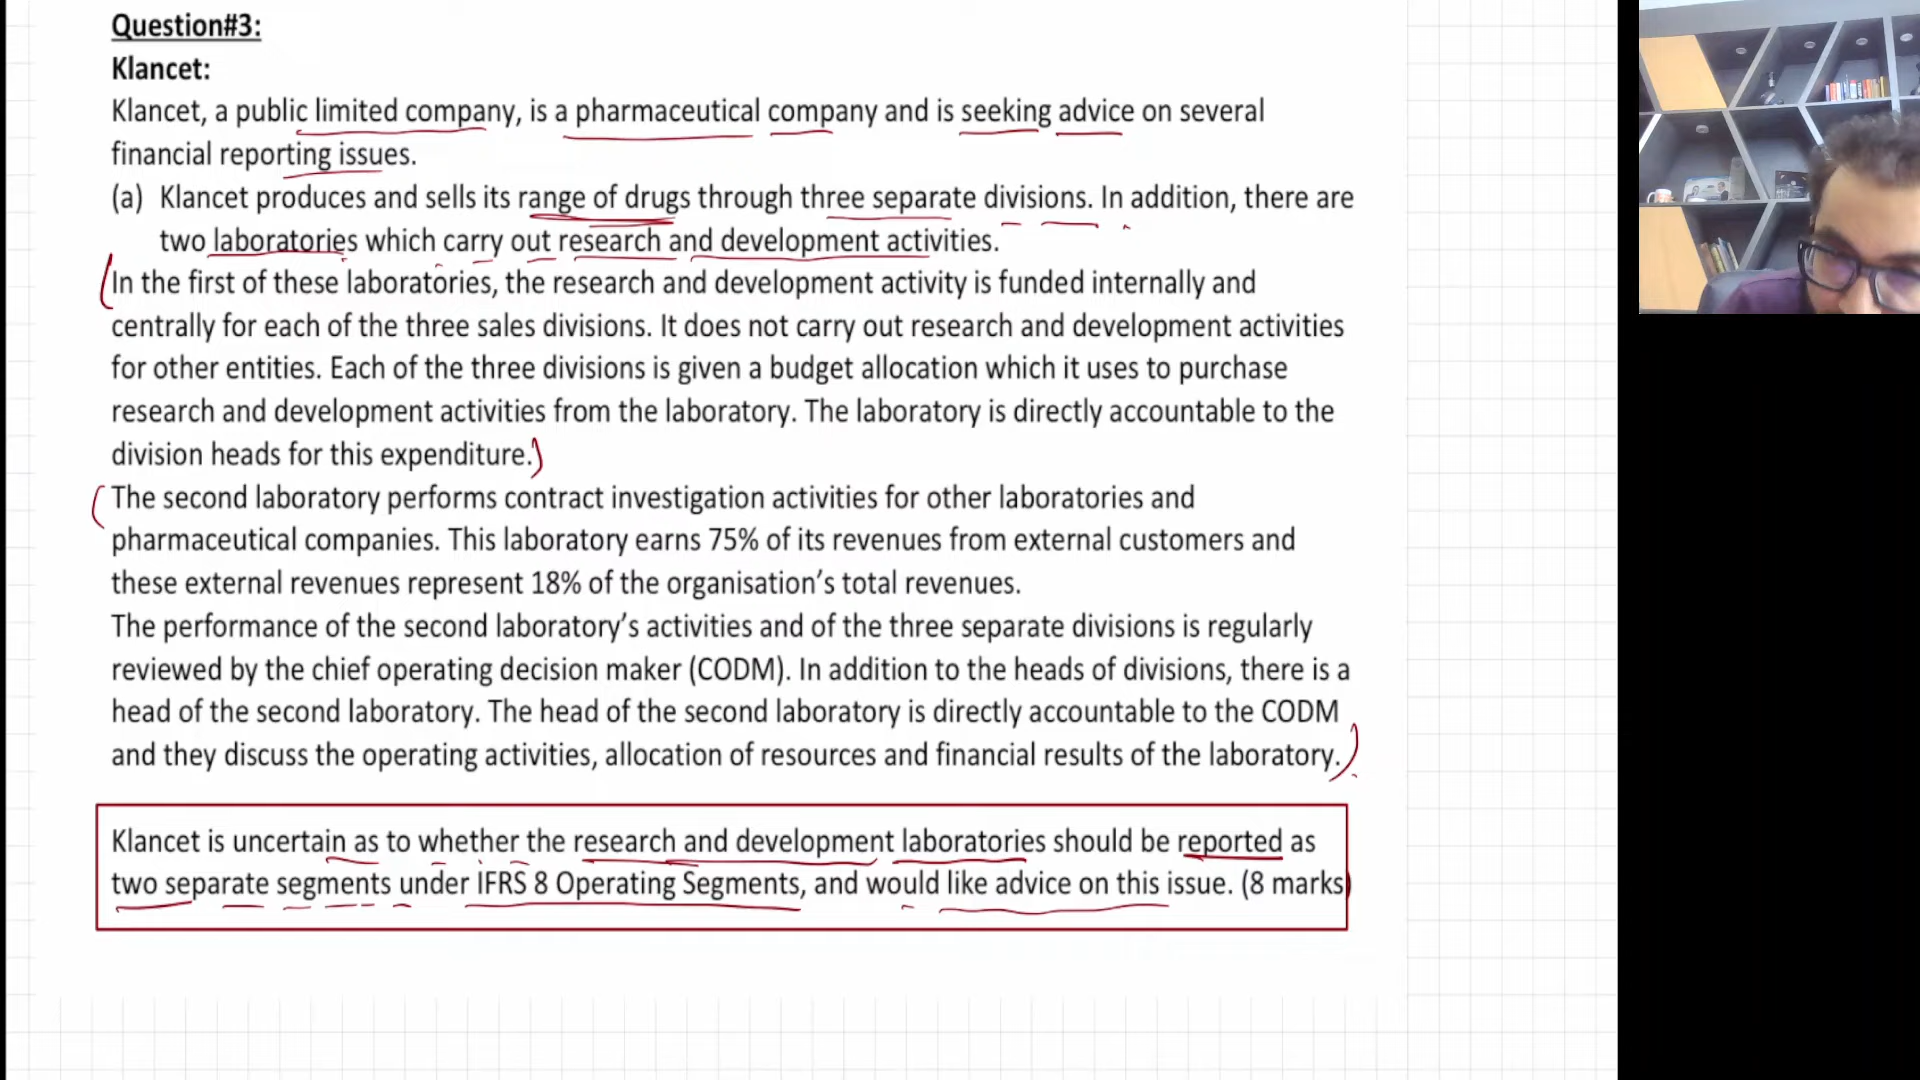 Question#3:
Klancet:
Klancet, a public limited company, is a pharmaceutical company and is seeking advice on several
financial reporting issues.
(a) Klancet produces and sells its range of drugs through three separate divisions. In addition, there are
two laboratories which carry out research and development activities.
In the first of these laboratories, the research and development activity is funded internally and
centrally for each of the three sales divisions. It does not carry out research and development activities
for other entities. Each of the three divisions is given a budget allocation which it uses to purchase
research and development activities from the laboratory. The laboratory is directly accountable to the
division heads for this expenditure.
The second laboratory performs contract investigation activities for other laboratories and
pharmaceutical companies. This laboratory earns 75% of its revenues from external customers and
these external revenues represent 18% of the organisation's total revenues.
The performance of the second laboratory's activities and of the three separate divisions is regularly
reviewed by the chief operating decision maker (CODM). In addition to the heads of divisions, there is a
head of the second laboratory. The head of the second laboratory is directly accountable to the CODM
and they discuss the operating activities, allocation of resources and financial results of the laboratory.
Klancet is uncertain as to whether the research and development laboratories should be reported as
two separate segments under IFRS 8 Operating Segments, and would like advice on this issue. (8 marks)